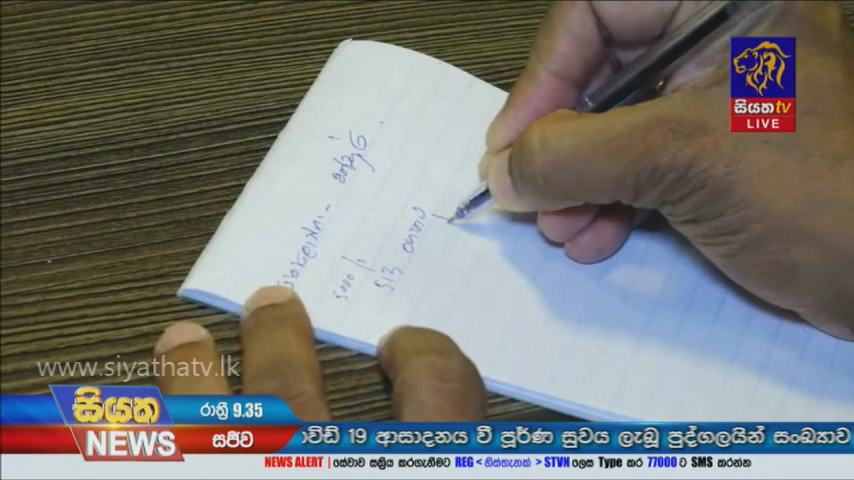 සියත tv
LIVE
5000/
www.siyathatv.lk
සියත
NEWS
රාත්‍රී 9.35
සජීව
ාවිඩ් 19 ආසාදනය වී පූර්ණ සුවය ලැබූ පුද්ගලයින් සංඛ්‍යාව
NEWS ALERT | සේවාව සක්‍රිය කරගැනීමට REG < හිස්තැනක් > STVN ලෙස Type කර 77000 ට SMS කරන්න